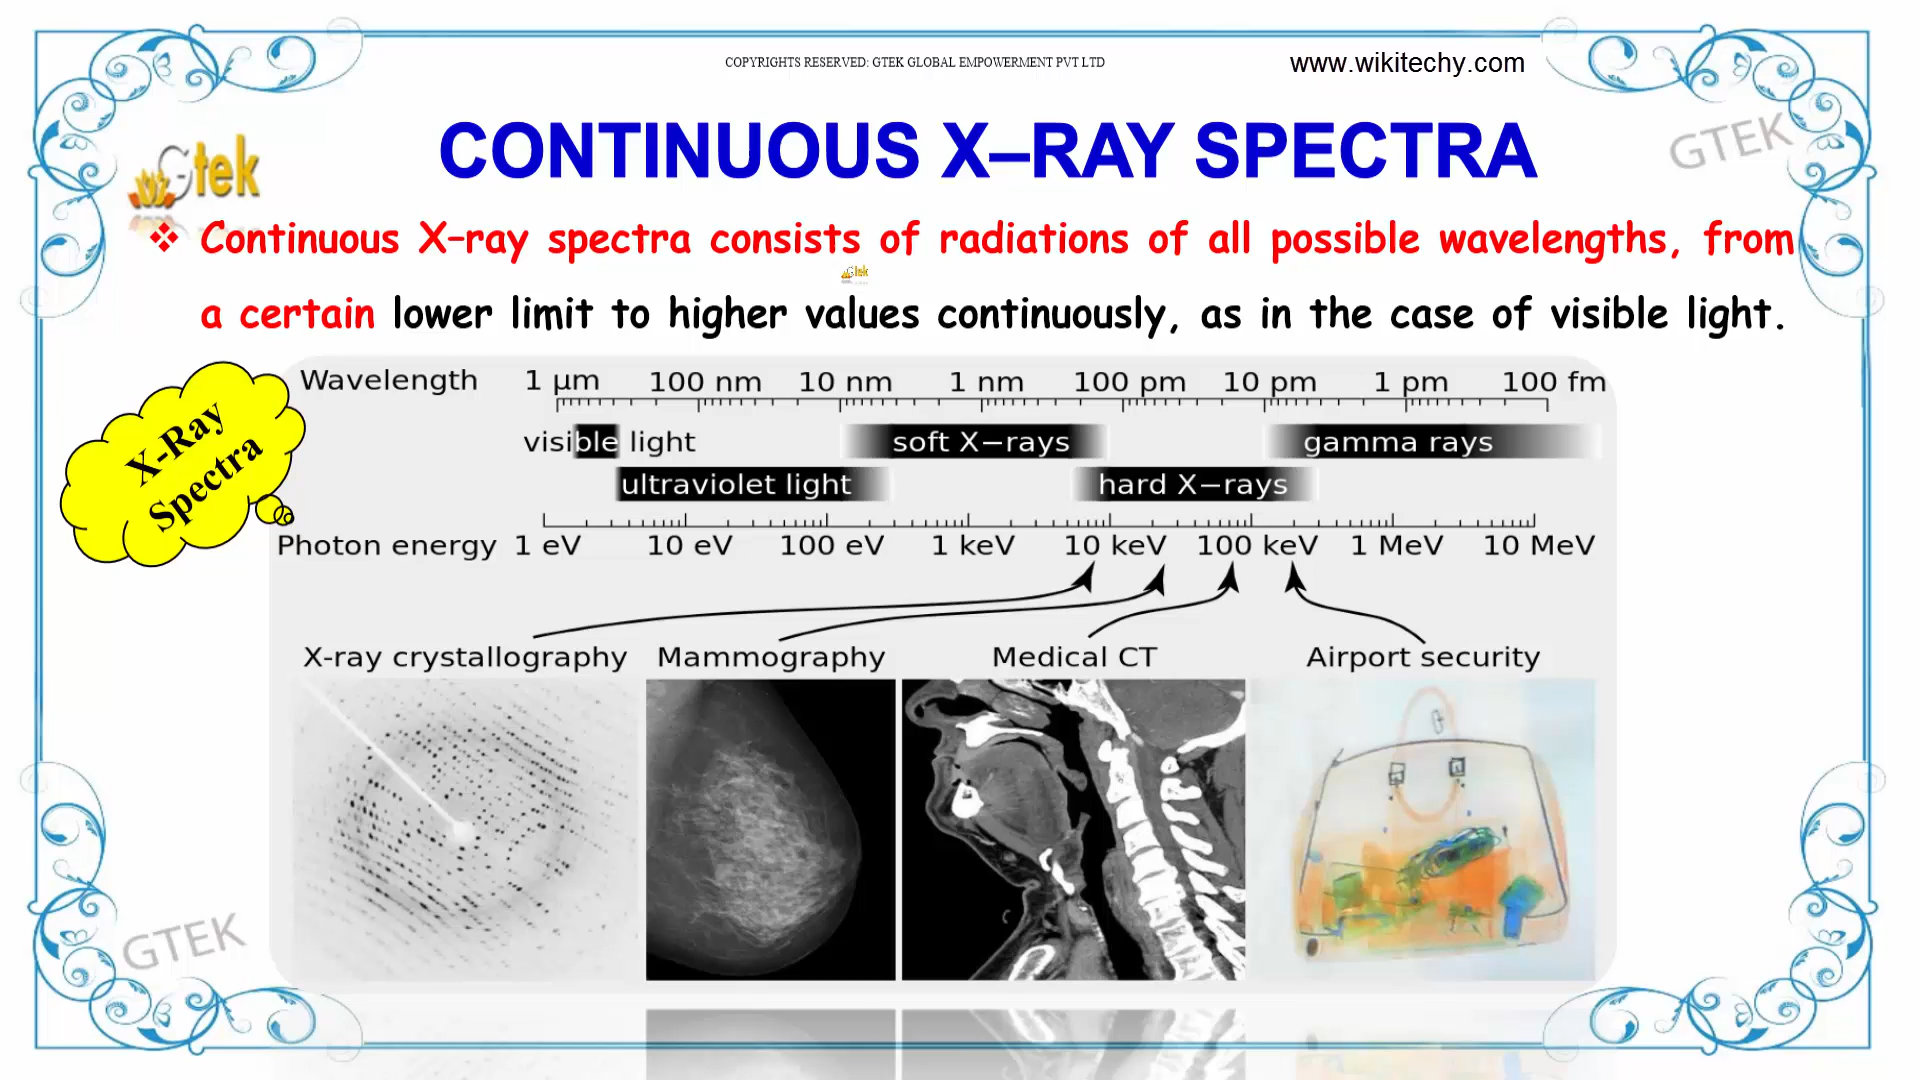 COPYRIGHTS RESERVED: GTEK GLOBAL EMPOWERMENT PVT LTD
www.wikitechy.com
CONTINUOUS X–RAY SPECTRA
GTEK
Gtek
❖ Continuous X–ray spectra consists of radiations of all possible wavelengths, from
Gtek
a certain lower limit to higher values continuously, as in the case of visible light.
X-Ray
Spectra
Wavelength 1 µm 100 nm 10 nm 1 nm 100 pm 10 pm 1 pm 100 fm
visible light soft X−rays gamma rays
ultraviolet light hard X−rays
Photon energy 1 eV 10 eV 100 eV 1 keV 10 keV 100 keV 1 MeV 10 MeV
X-ray crystallography Mammography Medical CT Airport security
GTEK